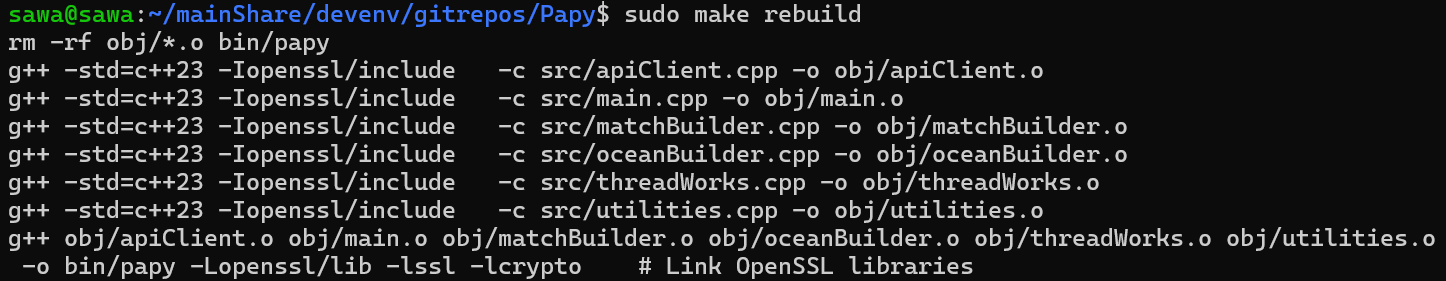 sawa@sawa:~/mainShare/devenv/gitrepos/Papy$ sudo make rebuild
rm -rf obj/*.o bin/papy
g++ -std=c++23 -Iopenssl/include   -c src/apiClient.cpp -o obj/apiClient.o
g++ -std=c++23 -Iopenssl/include   -c src/main.cpp -o obj/main.o
g++ -std=c++23 -Iopenssl/include   -c src/matchBuilder.cpp -o obj/matchBuilder.o
g++ -std=c++23 -Iopenssl/include   -c src/oceanBuilder.cpp -o obj/oceanBuilder.o
g++ -std=c++23 -Iopenssl/include   -c src/threadWorks.cpp -o obj/threadWorks.o
g++ -std=c++23 -Iopenssl/include   -c src/utilities.cpp -o obj/utilities.o
g++ obj/apiClient.o obj/main.o obj/matchBuilder.o obj/oceanBuilder.o obj/threadWorks.o obj/utilities.o
 -o bin/papy -Lopenssl/lib -lssl -lcrypto    # Link OpenSSL libraries